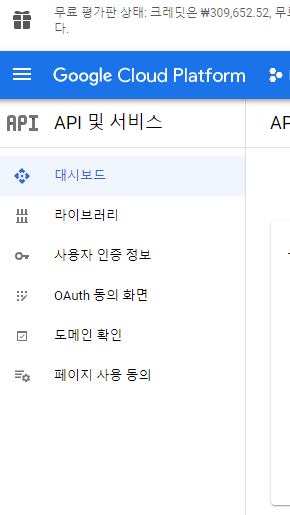 무료 평가판 상태: 크레딧은 ₩309,652.52, 무료
다.
Google Cloud Platform
API API 및 서비스
대시보드
라이브러리
사용자 인증 정보
OAuth 동의 화면
도메인 확인
페이지 사용 동의